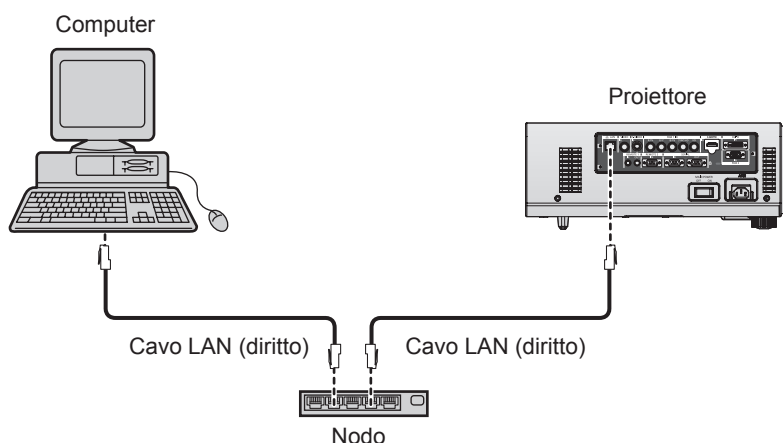 Computer
Proiettore
Cavo LAN (diritto)
Cavo LAN (diritto)
Nodo